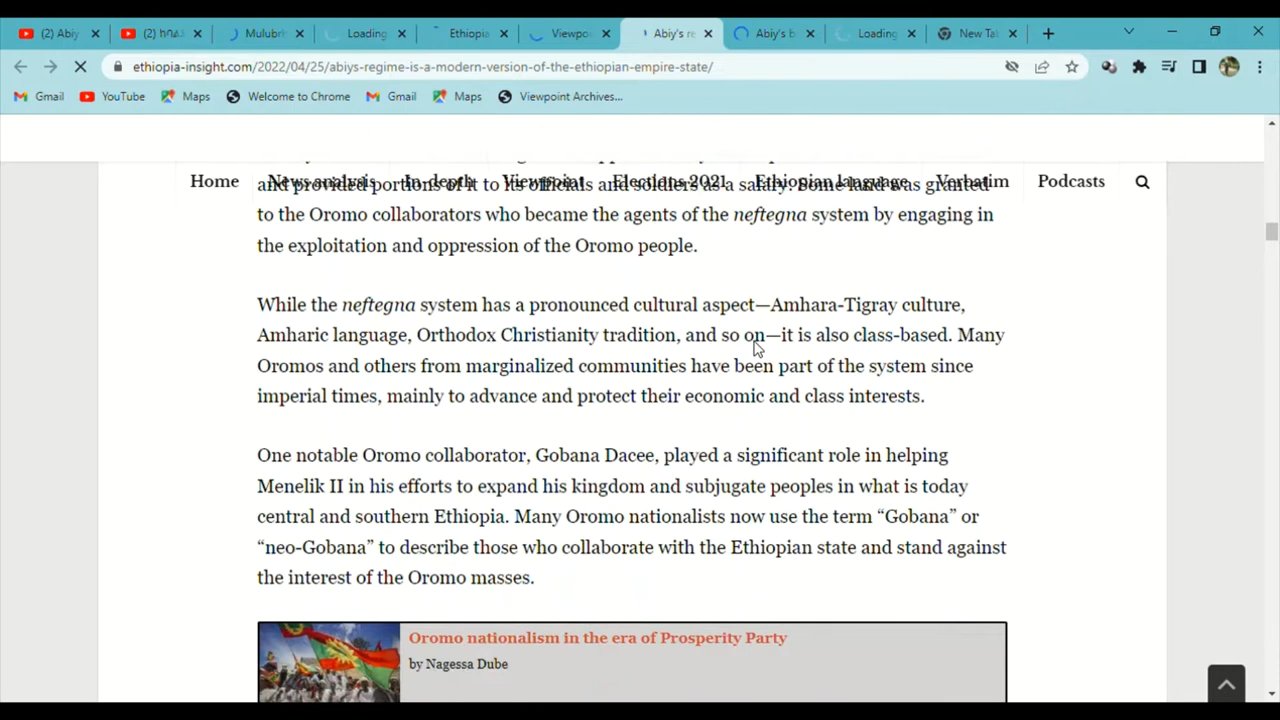 (2) Abiy
(2) ከዐፈ
Mulubrh
Loading
Ethiopia
Viewpoi
Abiy's re
Abiy's b
Loading
New Tab
ethiopia-insight.com/2022/04/25/abiys-regime-is-a-modern-version-of-the-ethiopian-empire-state/
Gmail
YouTube
Maps
Welcome to Chrome
Gmail
Maps
Viewpoint Archives...
Home
News analysis
In-depth
Viewpoint
Elections 2021
Ethiopian language
Verbatim
Podcasts
and provided portions of it to its officials and soldiers as a salary. Some land was granted
to the Oromo collaborators who became the agents of the neftegna system by engaging in
the exploitation and oppression of the Oromo people.
While the neftegna system has a pronounced cultural aspect—Amhara-Tigray culture,
Amharic language, Orthodox Christianity tradition, and so on—it is also class-based. Many
Oromos and others from marginalized communities have been part of the system since
imperial times, mainly to advance and protect their economic and class interests.
One notable Oromo collaborator, Gobana Dacee, played a significant role in helping
Menelik II in his efforts to expand his kingdom and subjugate peoples in what is today
central and southern Ethiopia. Many Oromo nationalists now use the term “Gobana” or
“neo-Gobana” to describe those who collaborate with the Ethiopian state and stand against
the interest of the Oromo masses.
Oromo nationalism in the era of Prosperity Party
by Nagessa Dube